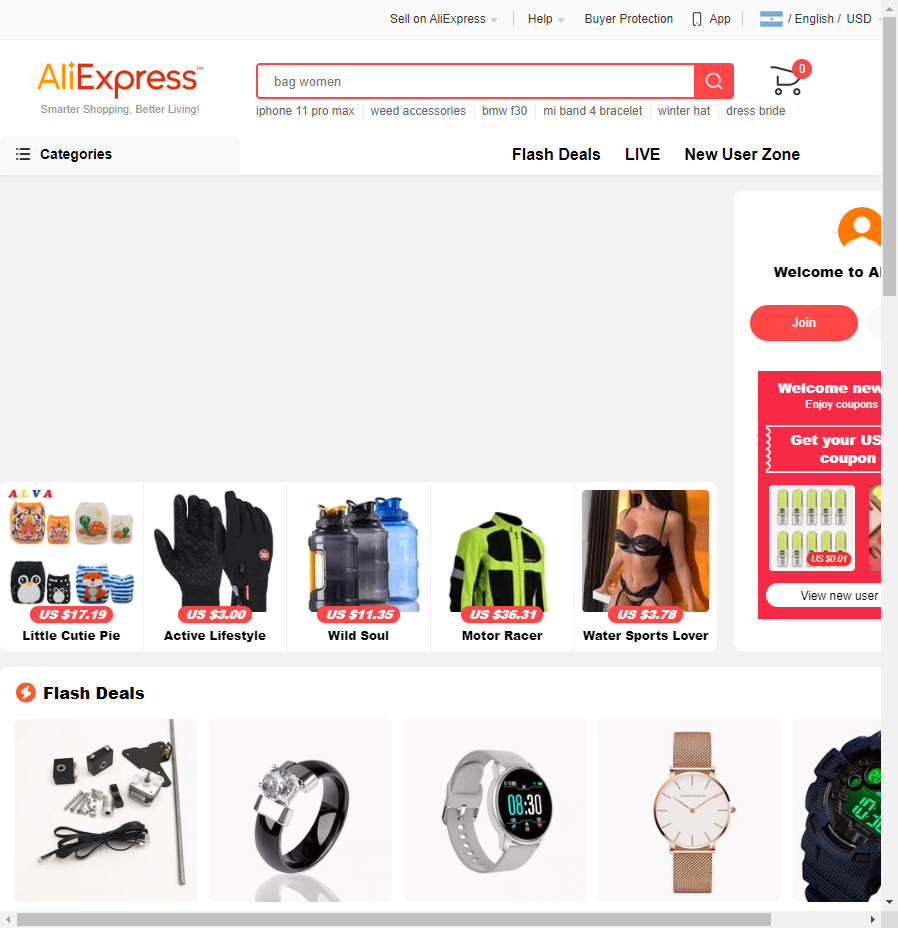 Sell on AliExpress
Help
Buyer Protection
App
/ English / USD
AliExpress™
Smarter Shopping, Better Living!
bag women
0
iphone 11 pro max
weed accessories
bmw f30
mi band 4 bracelet
winter hat
dress bride
Categories
Flash Deals
LIVE
New User Zone
Welcome to Al
Join
Welcome new
Enjoy coupons
Get your US
coupon
US $0.01
View new user
ALVA
US $17.19
Little Cutie Pie
US $3.00
Active Lifestyle
US $11.35
Wild Soul
US $36.31
Motor Racer
US $3.78
Water Sports Lover
Flash Deals
08:30